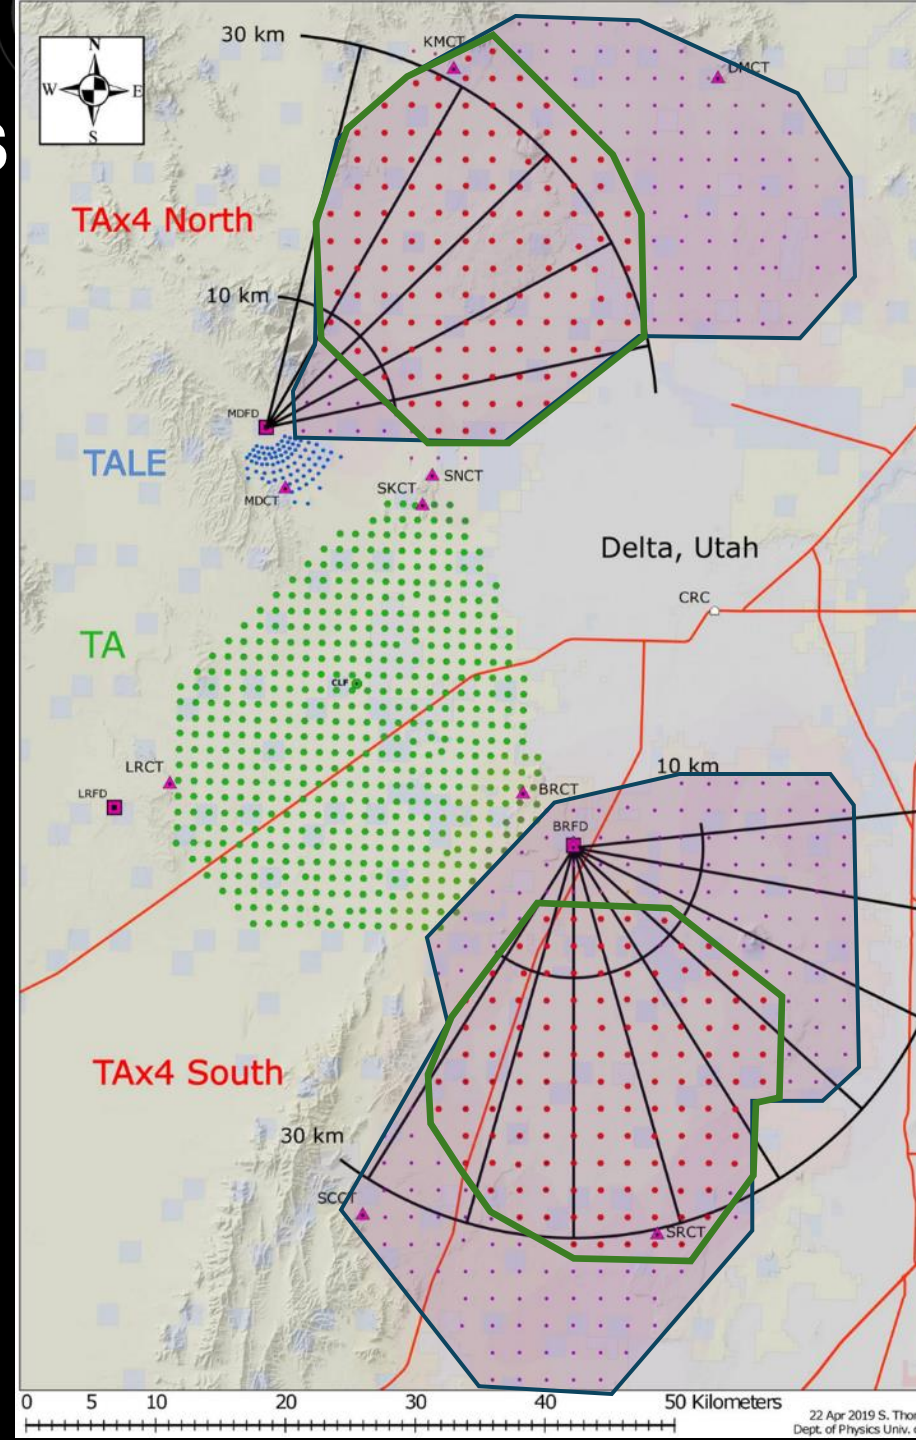 30 km
KMCT
DMCT
N
W E
S
S
TAx4 North
10 km
MDFD
TALE
SNCT
SKCT
MDCT
Delta, Utah
CRC
TA
CLF
10 km
LRCT
LRFD
BRCT
BRFD
TAx4 South
30 km
SCCT
SRCT
0 5 10 20 30 40 50 Kilometers
22 Apr 2019 S. Tho
Dept. of Physics Univ.